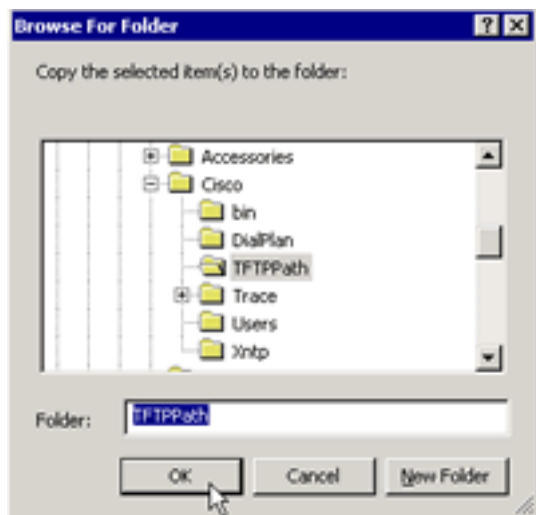 Browse For Folder
Copy the selected item(s) to the folder:
Accessories
Cisco
bin
DialPlan
TFTPPath
Trace
Users
Xntp
Folder: TFTPPath
OK Cancel New Folder